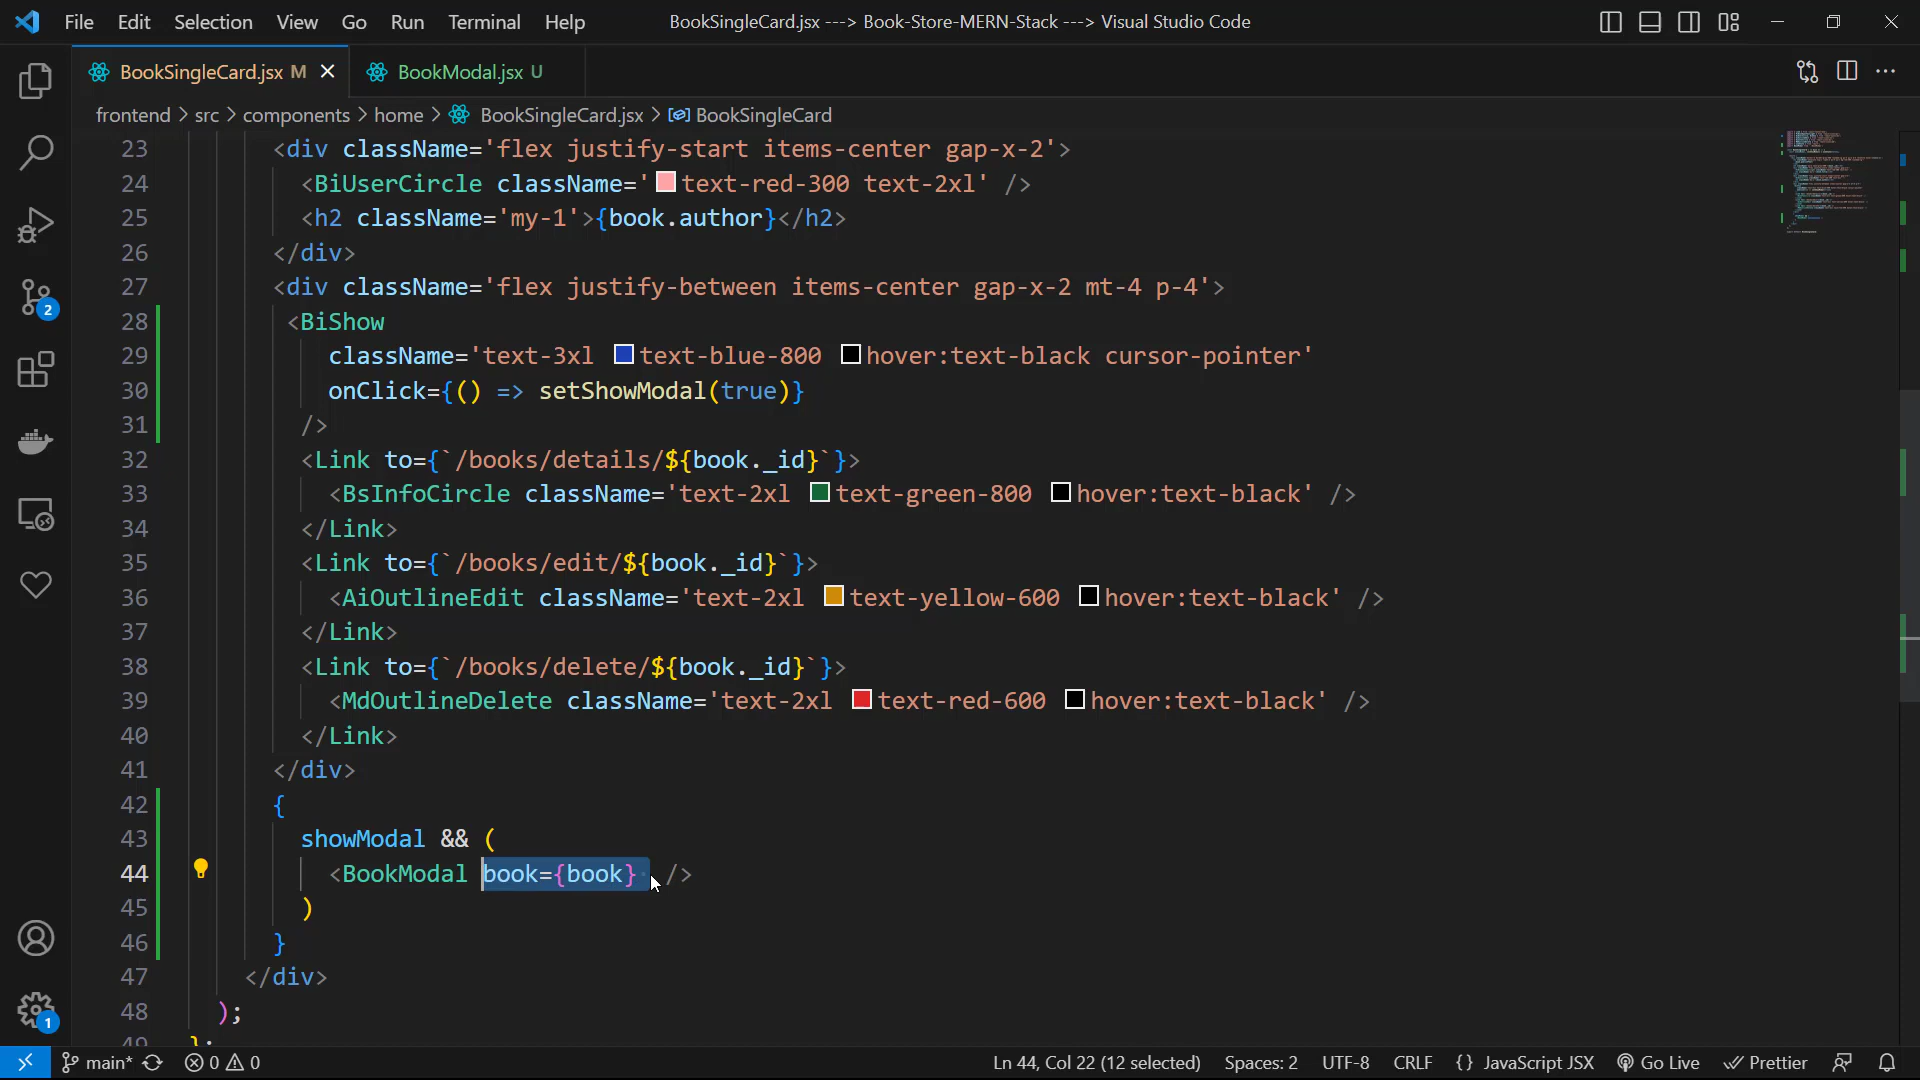 File Edit Selection View Go Run Terminal Help BookSingleCard.jsx ---> Book-Store-MERN-Stack ---> Visual Studio Code
BookSingleCard.jsx M BookModal.jsx U
frontend > src > components > home > BookSingleCard.jsx > BookSingleCard
23 <div className='flex justify-start items-center gap-x-2'>
24 <BiUserCircle className='text-red-300 text-2xl' />
25 <h2 className='my-1'>{book.author}</h2>
26 </div>
27 <div className='flex justify-between items-center gap-x-2 mt-4 p-4'>
28 <BiShow
29 className='text-3xl text-blue-800 hover:text-black cursor-pointer'
30 onClick={() => setShowModal(true)}
31 />
32 <Link to={`/books/details/${book._id}`}>
33 <BsInfoCircle className='text-2xl text-green-800 hover:text-black' />
34 </Link>
35 <Link to={`/books/edit/${book._id}`}>
36 <AiOutlineEdit className='text-2xl text-yellow-600 hover:text-black' />
37 </Link>
38 <Link to={`/books/delete/${book._id}`}>
39 <MdOutlineDelete className='text-2xl text-red-600 hover:text-black' />
40 </Link>
41 </div>
42 {
43 showModal && (
44 <BookModal book={book} />
45 )
46 }
47 </div>
48 );
49 };
2
1
main* 0 0 Ln 44, Col 22 (12 selected) Spaces: 2 UTF-8 CRLF {} JavaScript JSX Go Live Prettier